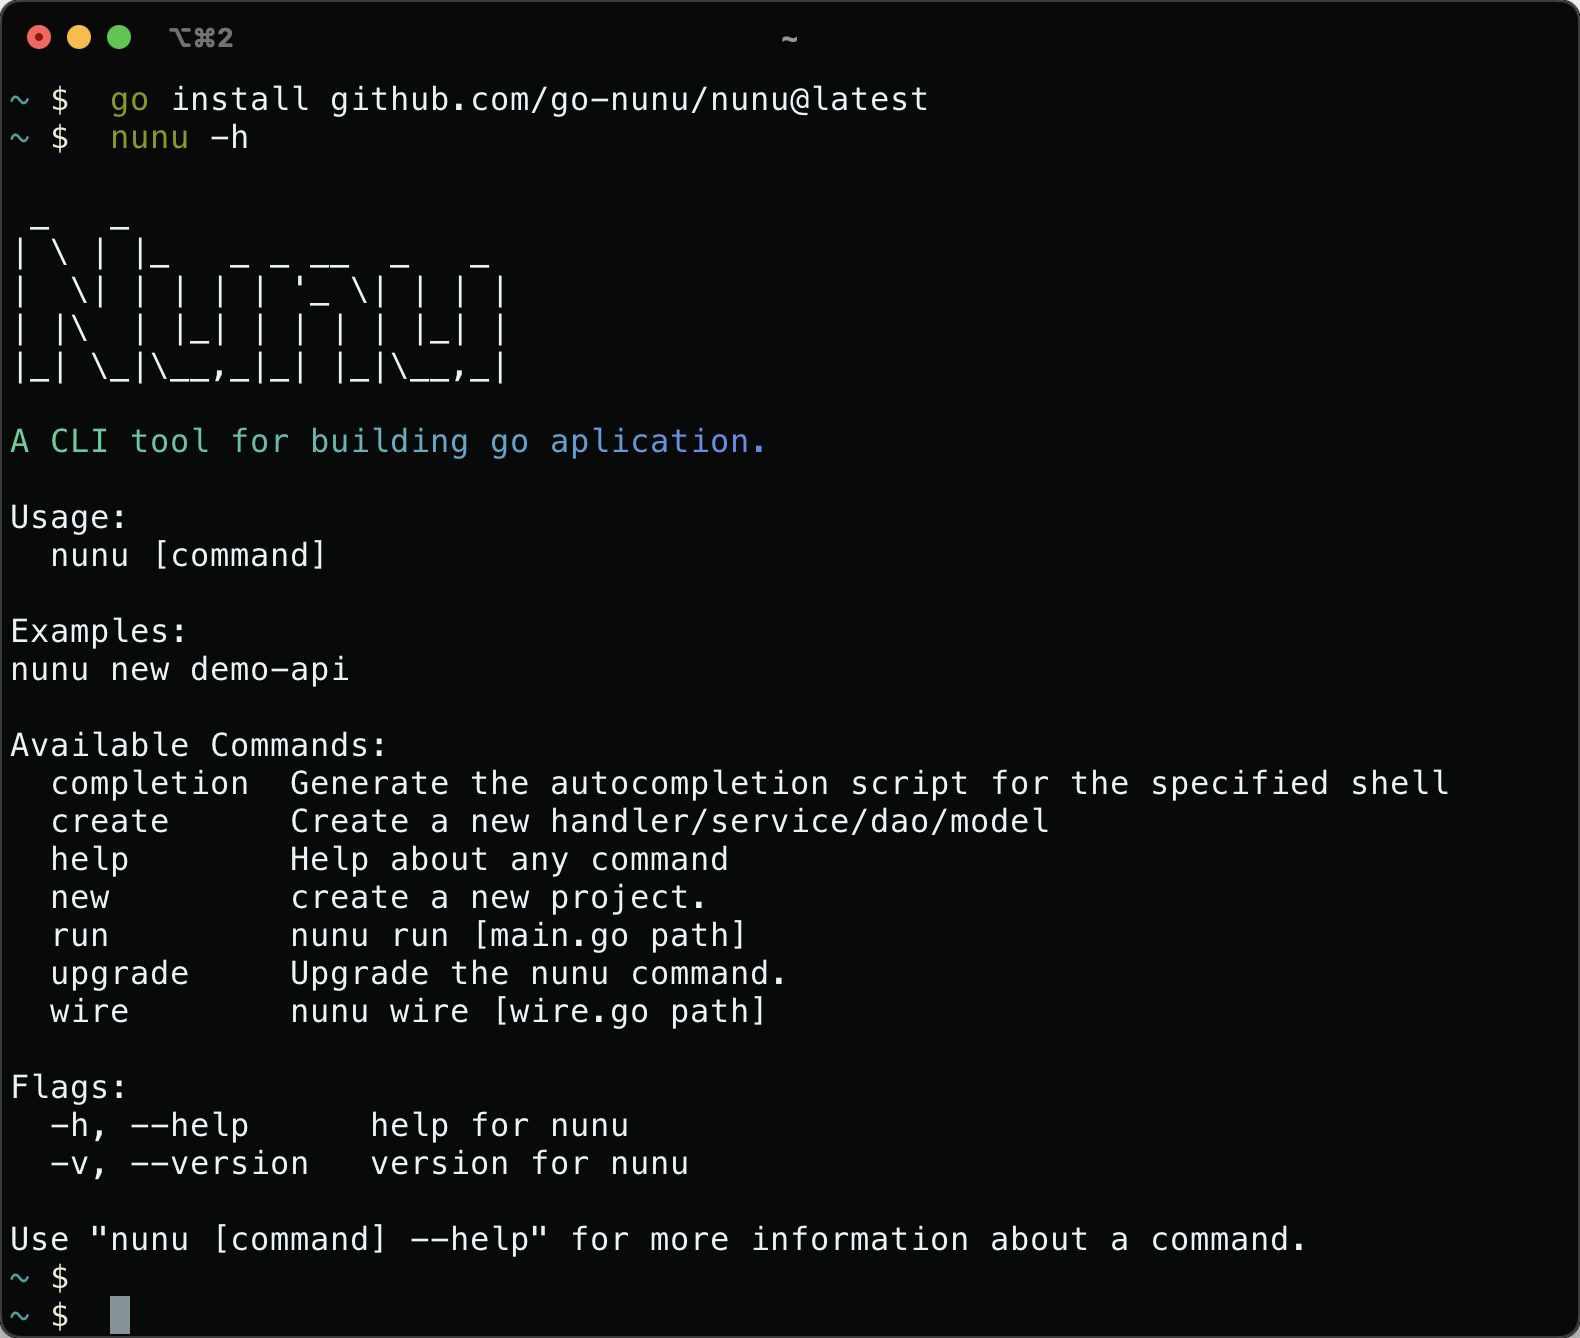 ⌥⌘2
~
~ $  go install github.com/go-nunu/nunu@latest
~ $  nunu -h
 _   _
| \ | |_   _ _ __  _   _
|  \| | | | | '_ \| | | |
| |\  | |_| | | | | |_| |
|_| \_|\__,_|_| |_|\__,_|
A CLI tool for building go aplication.
Usage:
  nunu [command]
Examples:
nunu new demo-api
Available Commands:
  completion  Generate the autocompletion script for the specified shell
  create      Create a new handler/service/dao/model
  help        Help about any command
  new         create a new project.
  run         nunu run [main.go path]
  upgrade     Upgrade the nunu command.
  wire        nunu wire [wire.go path]
Flags:
  -h, --help      help for nunu
  -v, --version   version for nunu
Use "nunu [command] --help" for more information about a command.
~ $
~ $